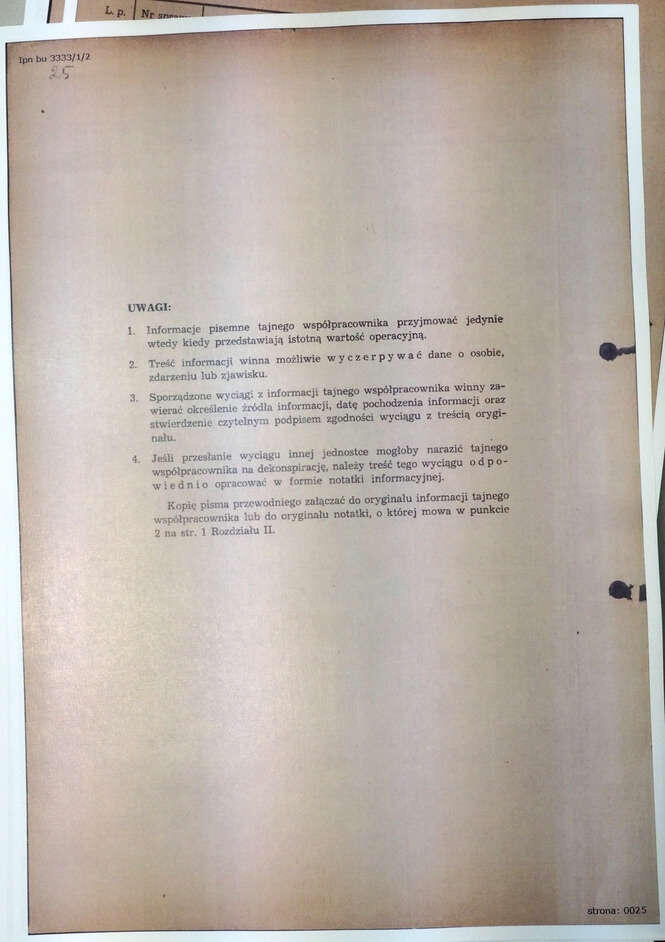 L. p. Nr spraw
Ipn bu 3333/1/2
25
UWAGI:
1. Informacje pisemne tajnego współpracownika przyjmować jedynie
wtedy kiedy przedstawiają istotną wartość operacyjną.
2. Treść informacji winna możliwie wyczerpywać dane o osobie,
zdarzeniu lub zjawisku.
3. Sporządzone wyciągi z informacji tajnego współpracownika winny za-
wierać określenie źródła informacji, datę pochodzenia informacji oraz
stwierdzenie czytelnym podpisem zgodności wyciągu z treścią orygi-
nału.
4. Jeśli przesłanie wyciągu innej jednostce mogłoby narazić tajnego
współpracownika na dekonspirację, należy treść tego wyciągu odpo-
wiednio opracować w formie notatki informacyjnej.
Kopię pisma przewodniego załączać do oryginału informacji tajnego
współpracownika lub do oryginału notatki, o której mowa w punkcie
2 na str. 1 Rozdziału II.
strona: 0025